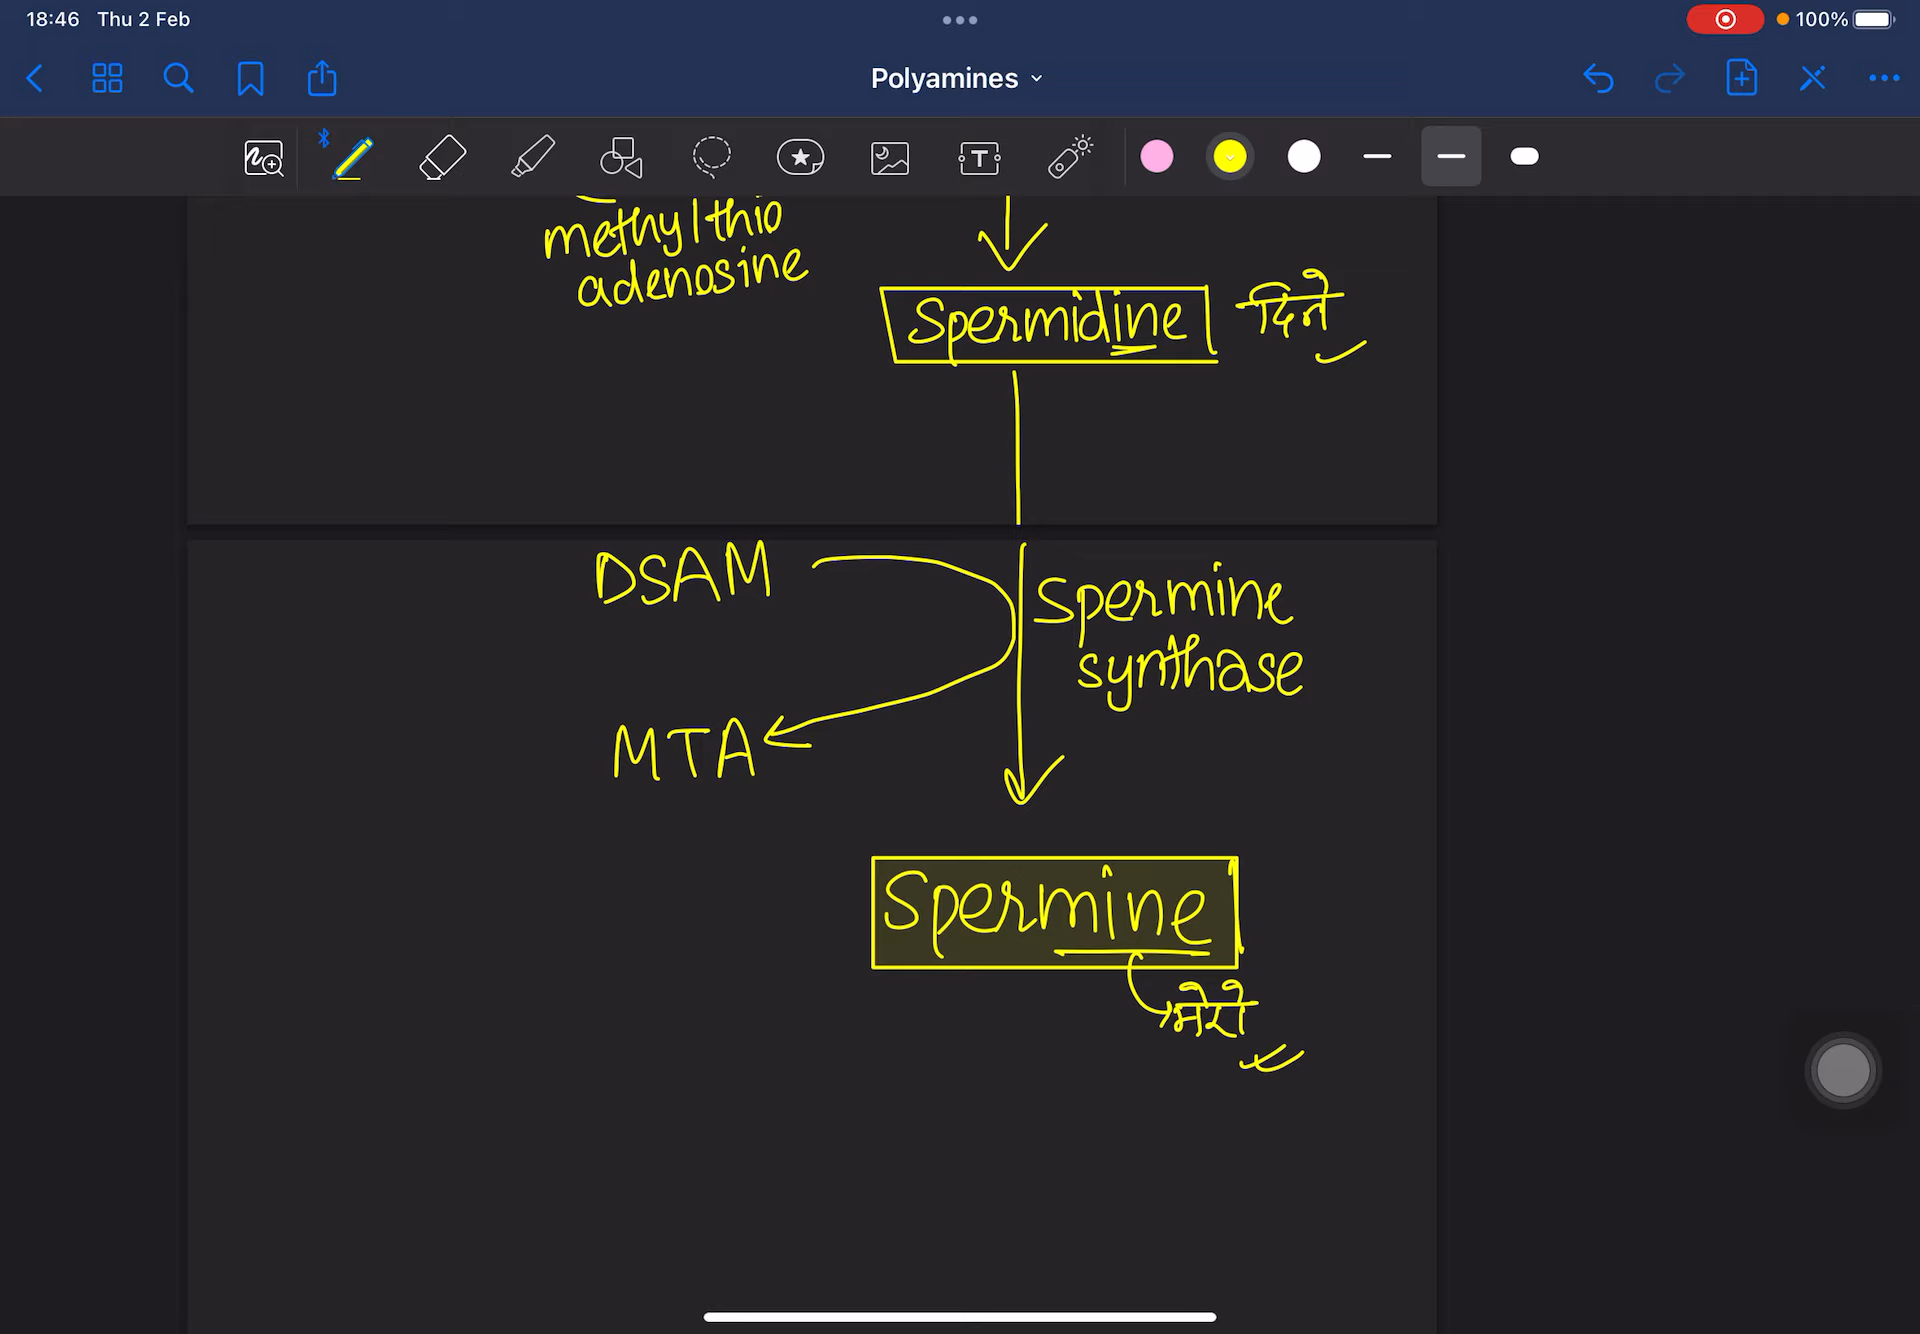 18:46 Thu 2 Feb
100%
Polyamines
methylthio
adenosine
Spermidine दिने
DSAM
Spermine
synthase
MTA
Spermine
मेरो